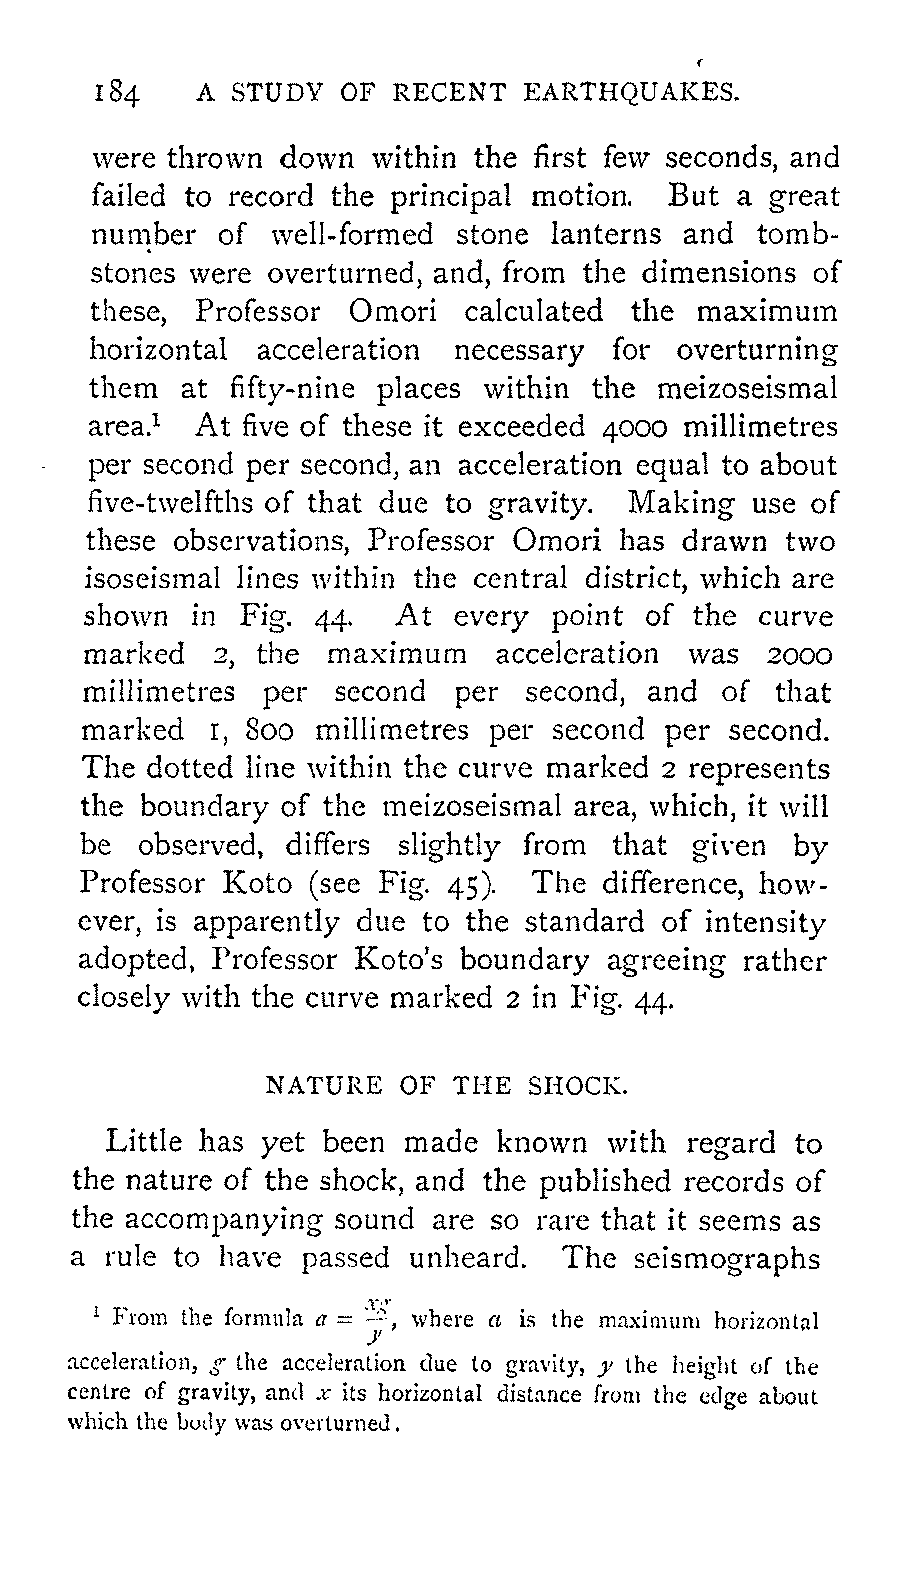 184 A STUDY OF RECENT EARTHQUAKES.
were thrown down within the first few seconds, and
failed to record the principal motion. But a great
number of well-formed stone lanterns and tomb-
stones were overturned, and, from the dimensions of
these, Professor Omori calculated the maximum
horizontal acceleration necessary for overturning
them at fifty-nine places within the meizoseismal
area.¹ At five of these it exceeded 4000 millimetres
per second per second, an acceleration equal to about
five-twelfths of that due to gravity. Making use of
these observations, Professor Omori has drawn two
isoseismal lines within the central district, which are
shown in Fig. 44. At every point of the curve
marked 2, the maximum acceleration was 2000
millimetres per second per second, and of that
marked 1, 800 millimetres per second per second.
The dotted line within the curve marked 2 represents
the boundary of the meizoseismal area, which, it will
be observed, differs slightly from that given by
Professor Koto (see Fig. 45). The difference, how-
ever, is apparently due to the standard of intensity
adopted, Professor Koto's boundary agreeing rather
closely with the curve marked 2 in Fig. 44.
NATURE OF THE SHOCK.
Little has yet been made known with regard to
the nature of the shock, and the published records of
the accompanying sound are so rare that it seems as
a rule to have passed unheard. The seismographs
¹ From the formula a = xg/y, where a is the maximum horizontal
acceleration, g the acceleration due to gravity, y the height of the
centre of gravity, and x its horizontal distance from the edge about
which the body was overturned.